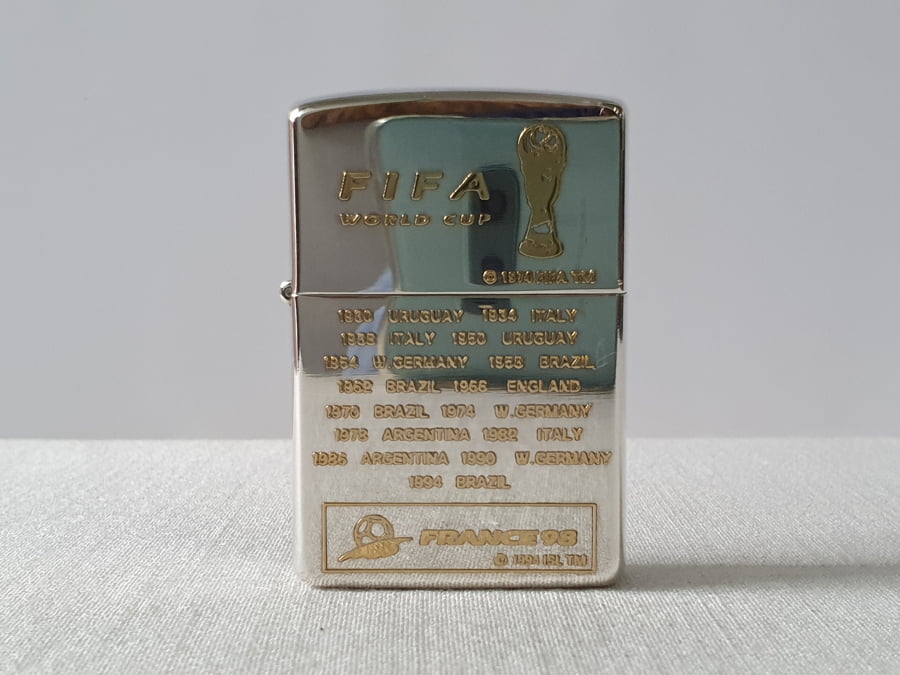 FIFA
WORLD CUP
© 1974 FIFA TM
1930 URUGUAY 1934 ITALY
1938 ITALY 1950 URUGUAY
1954 W.GERMANY 1958 BRAZIL
1962 BRAZIL 1966 ENGLAND
1970 BRAZIL 1974 W.GERMANY
1978 ARGENTINA 1982 ITALY
1986 ARGENTINA 1990 W.GERMANY
1994 BRAZIL
FRANCE 98
© 1994 ISL TM